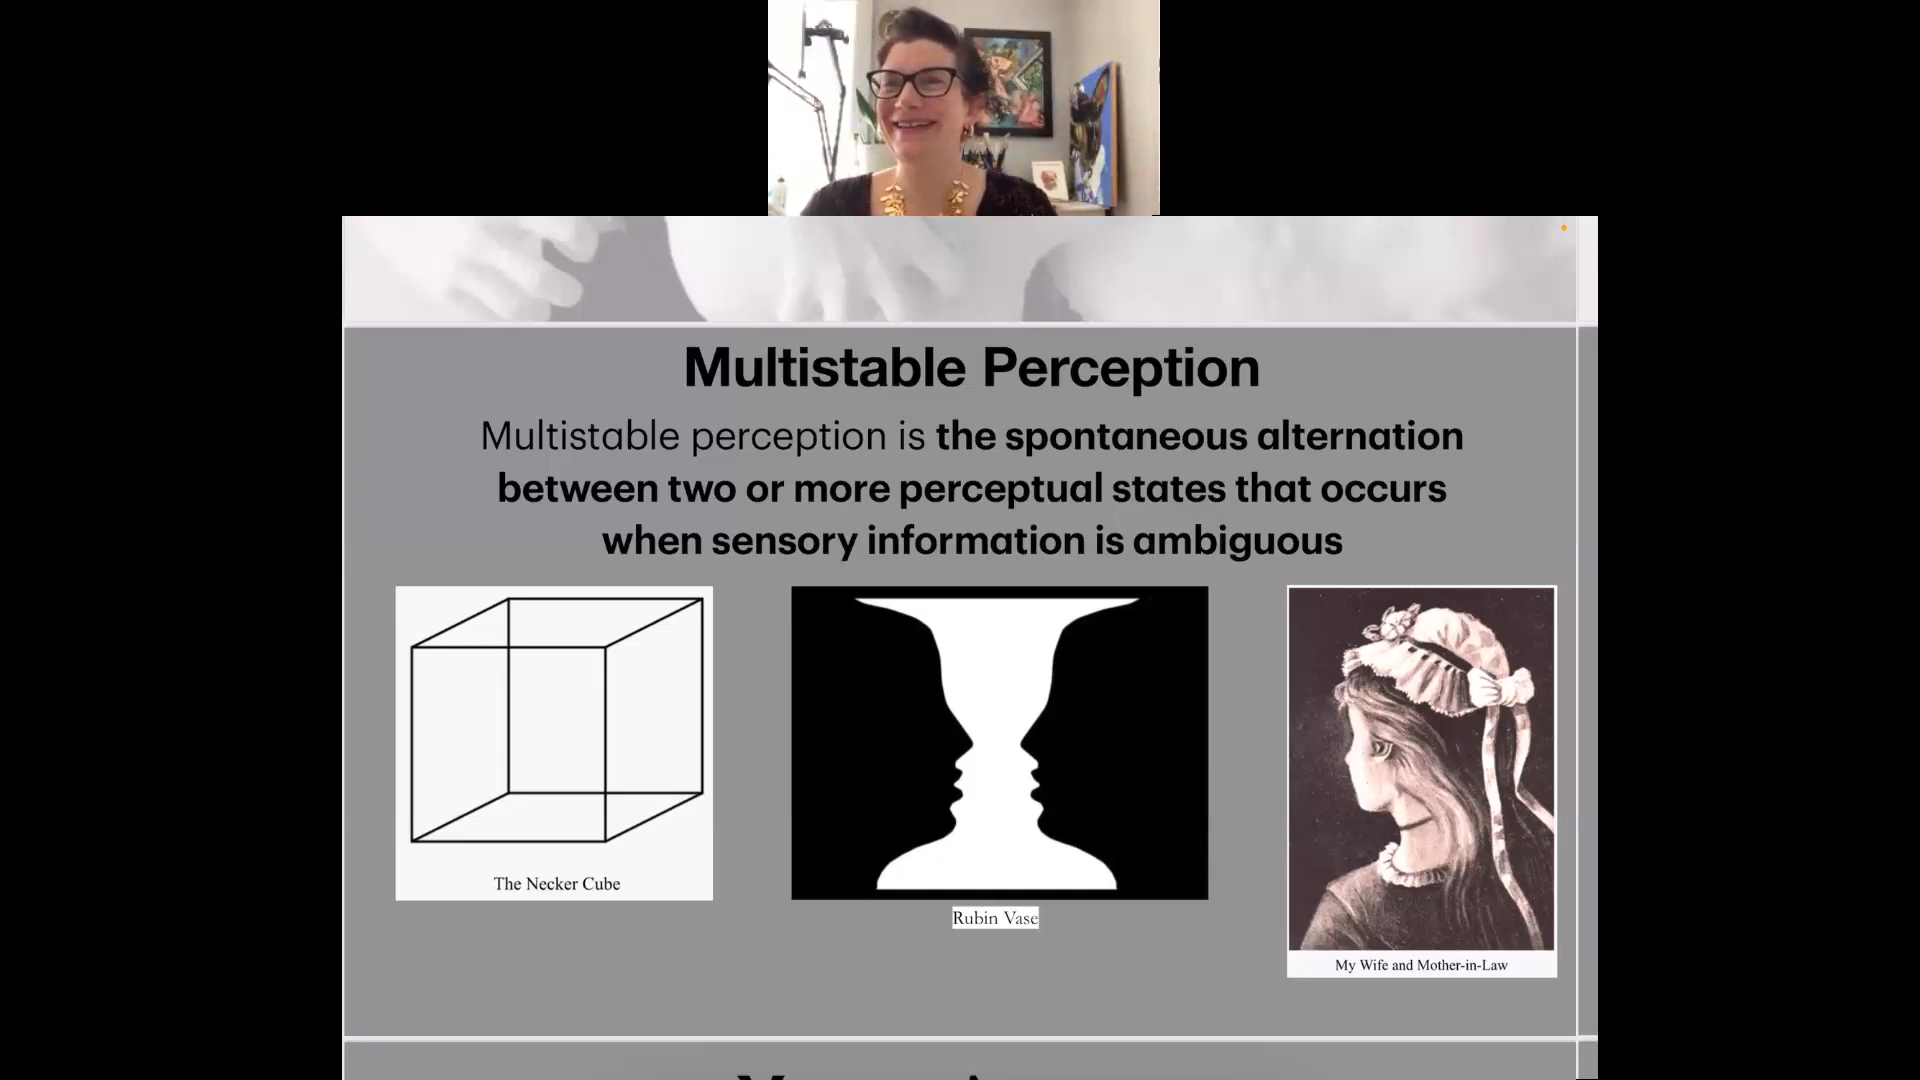 Multistable Perception
Multistable perception is the spontaneous alternation
between two or more perceptual states that occurs
when sensory information is ambiguous
The Necker Cube
Rubin Vase
My Wife and Mother-in-Law